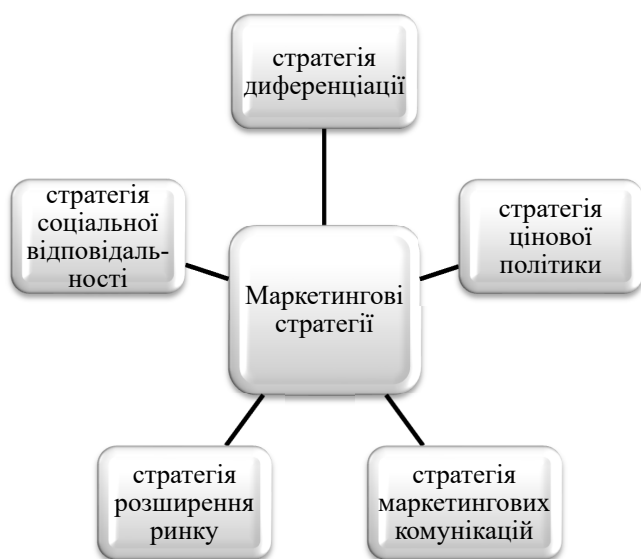 стратегія
диференціації
стратегія
соціальної
відповідаль-
ності
стратегія
цінової
політики
Маркетингові
стратегії
стратегія
розширення
ринку
стратегія
маркетингових
комунікацій